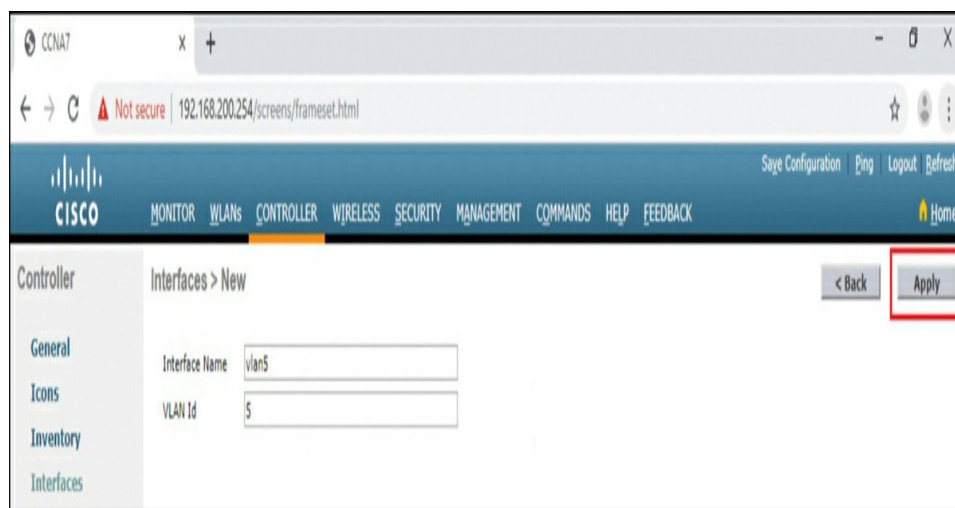 CCNA7
Not secure | 192.168.200.254/screens/frameset.html
Save Configuration | Ping | Logout | Refresh
CISCO
MONITOR WLANs CONTROLLER WIRELESS SECURITY MANAGEMENT COMMANDS HELP FEEDBACK
Home
Controller
Interfaces > New
< Back
Apply
General
Interface Name vlan5
Icons
VLAN Id 5
Inventory
Interfaces